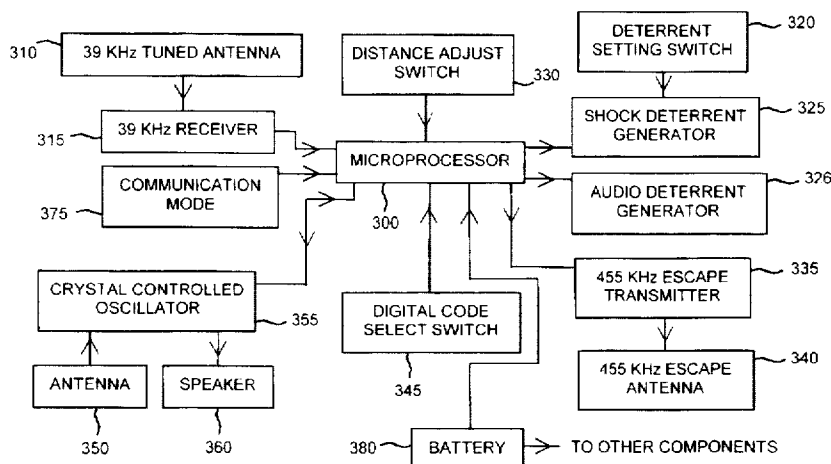 310
39 KHz TUNED ANTENNA
315
39 KHz RECEIVER
COMMUNICATION
MODE
375
DISTANCE ADJUST
SWITCH
330
DETERRENT
SETTING SWITCH
320
SHOCK DETERRENT
GENERATOR
325
MICROPROCESSOR
300
AUDIO DETERRENT
GENERATOR
326
CRYSTAL CONTROLLED
OSCILLATOR
355
ANTENNA
350
SPEAKER
360
DIGITAL CODE
SELECT SWITCH
345
455 KHz ESCAPE
TRANSMITTER
335
455 KHz ESCAPE
ANTENNA
340
380
BATTERY
TO OTHER COMPONENTS